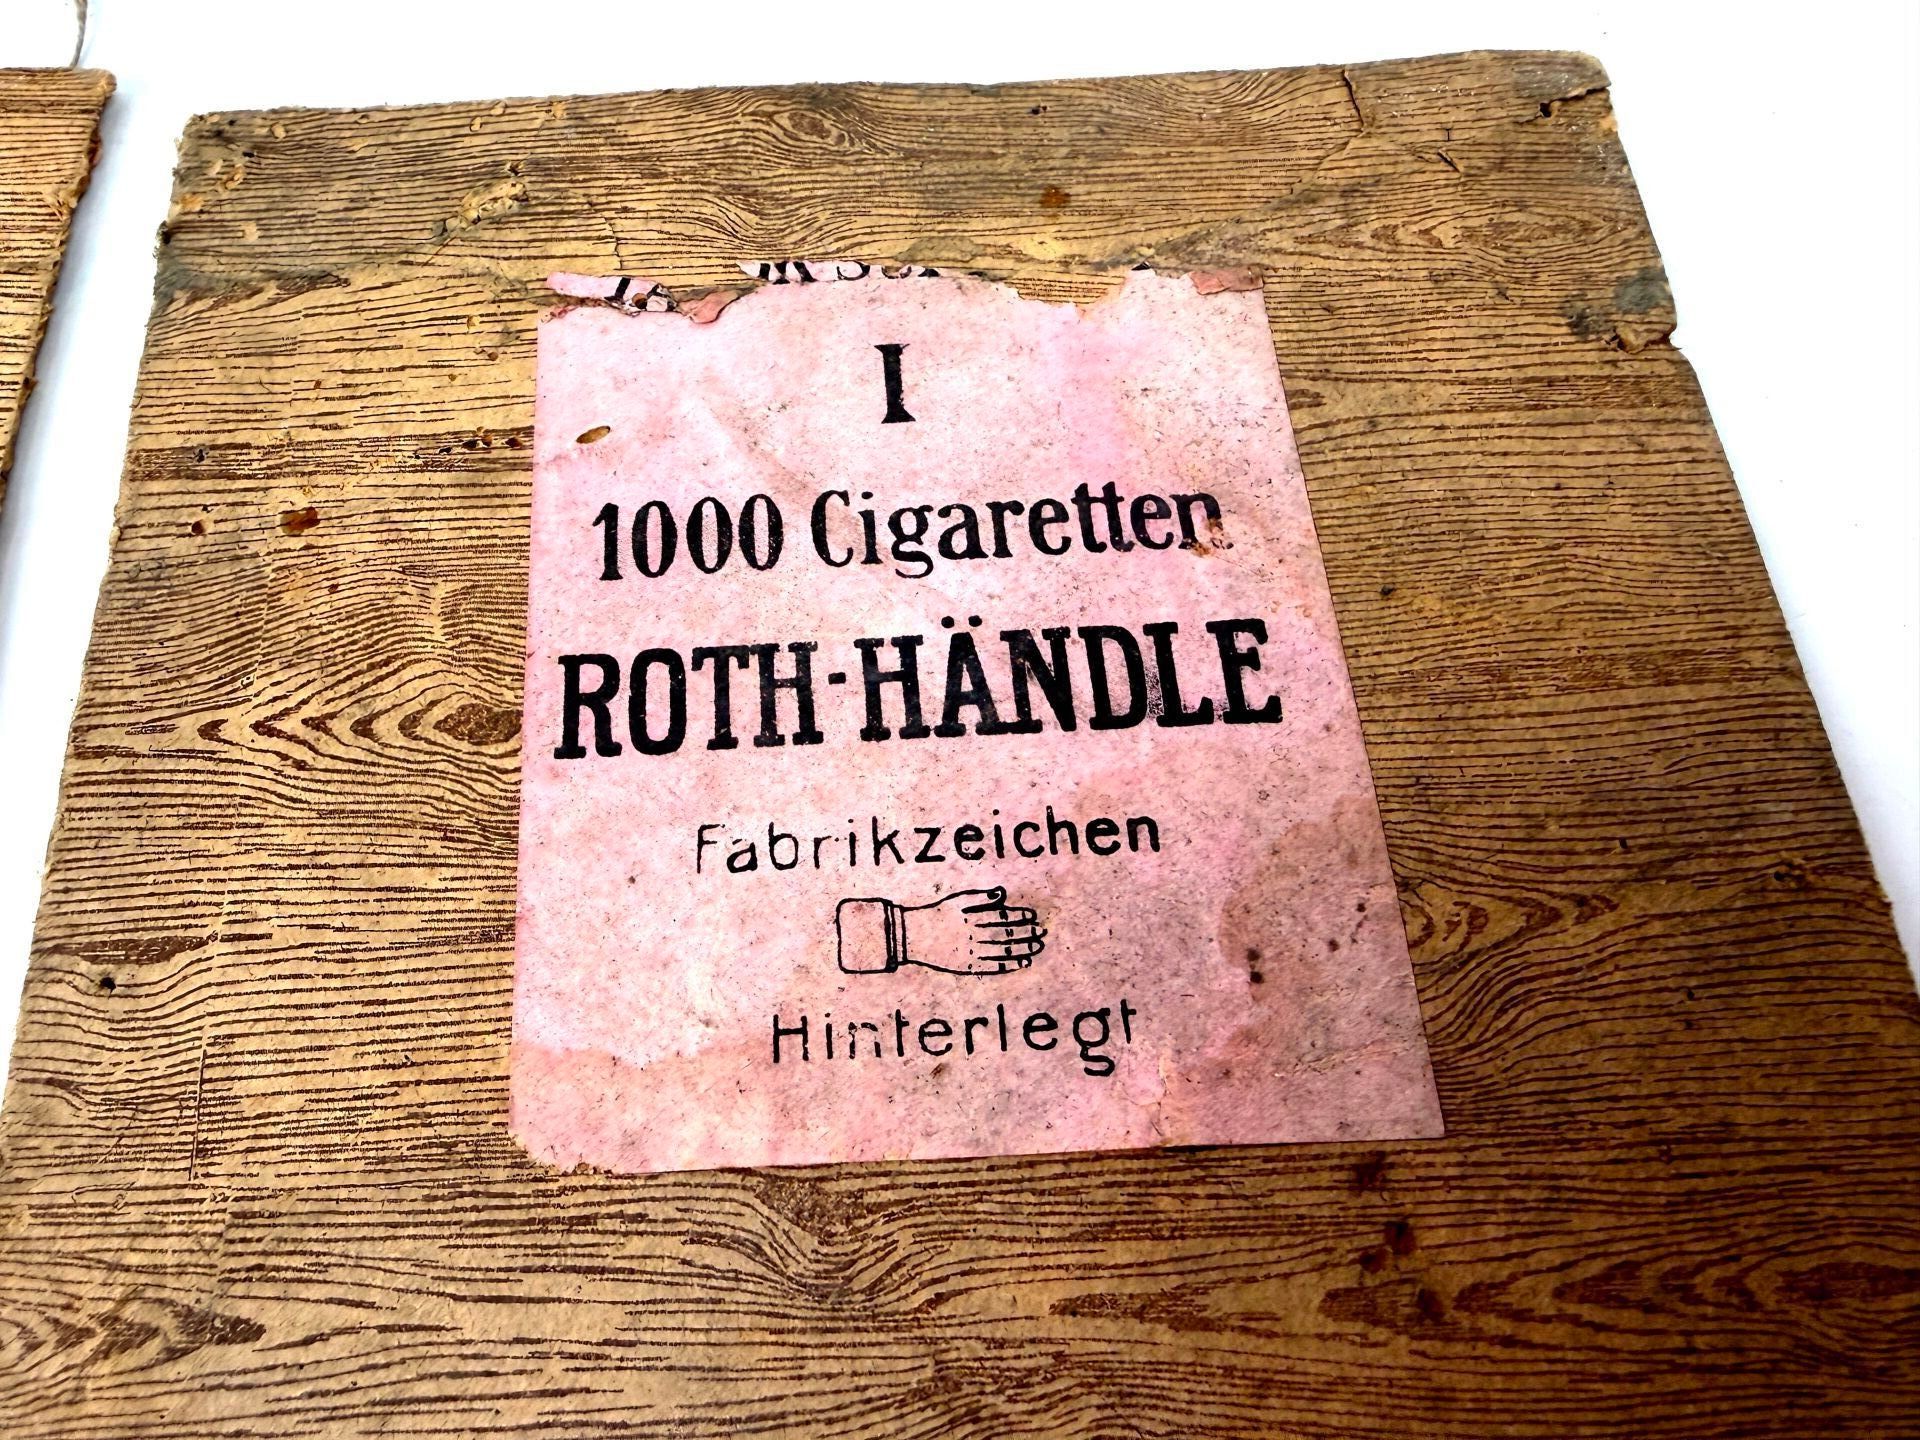 I
1000 Cigaretten
ROTH-HÄNDLE
Fabrikzeichen
Hinterlegt